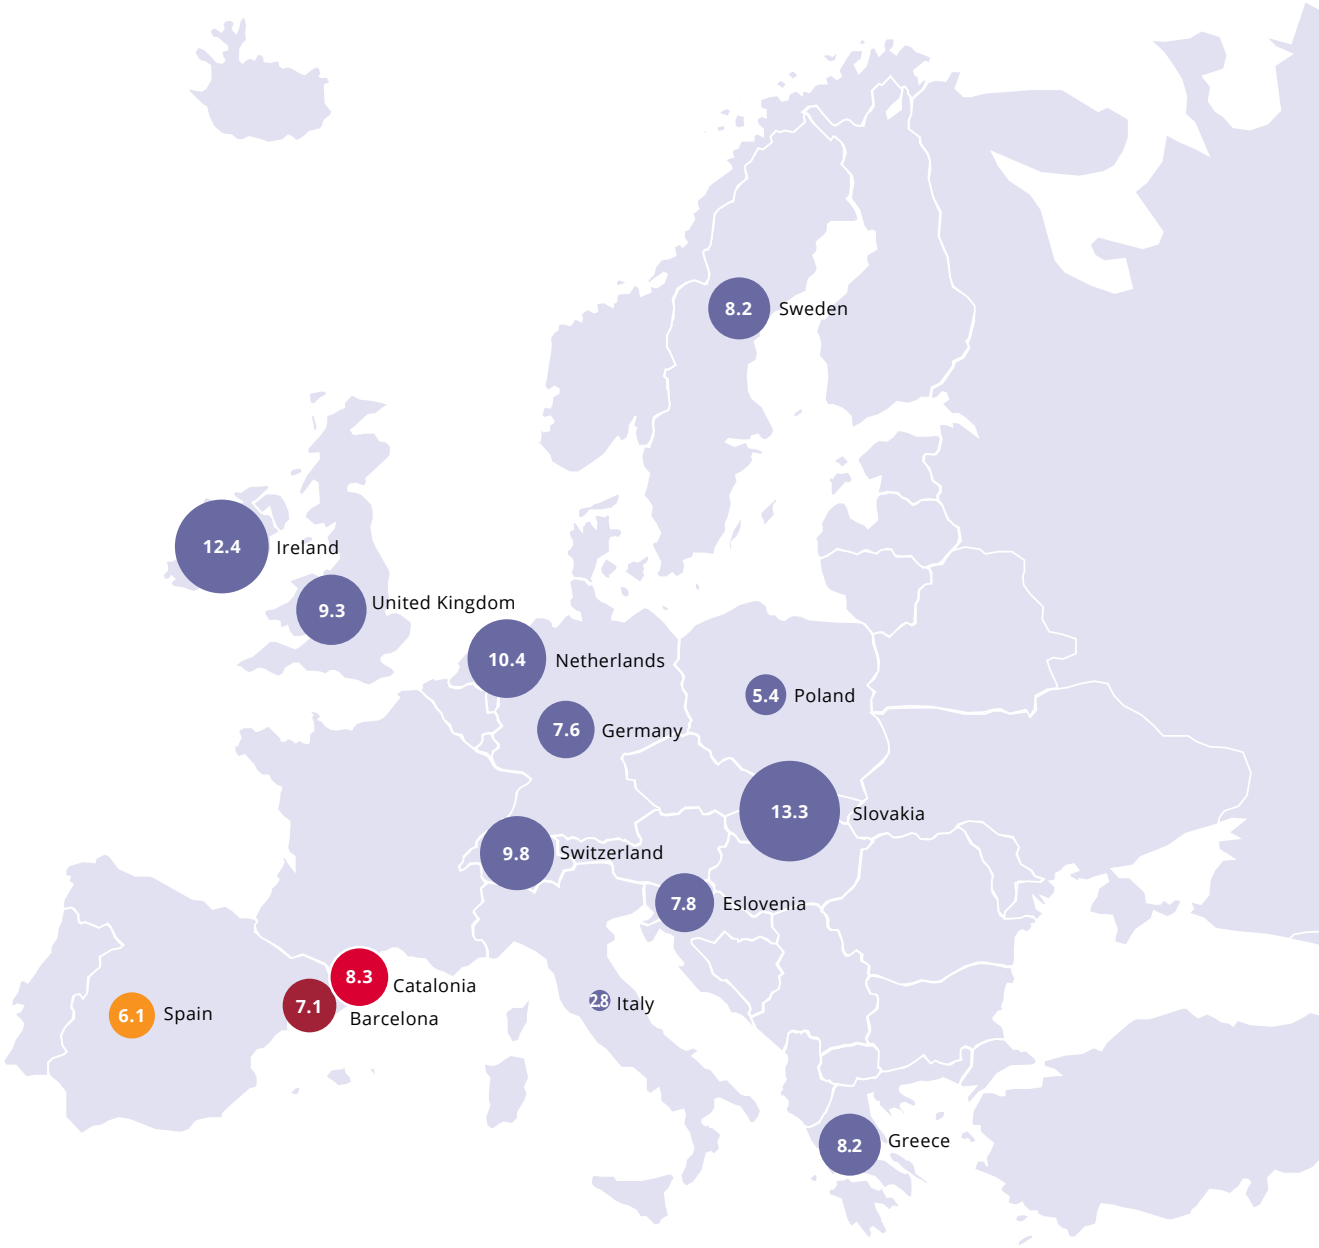 8.2 Sweden
12.4 Ireland
9.3 United Kingdom
10.4 Netherlands
5.4 Poland
7.6 Germany
13.3 Slovakia
9.8 Switzerland
7.8 Eslovenia
8.3 Catalonia
7.1 Barcelona
2.8 Italy
6.1 Spain
8.2 Greece